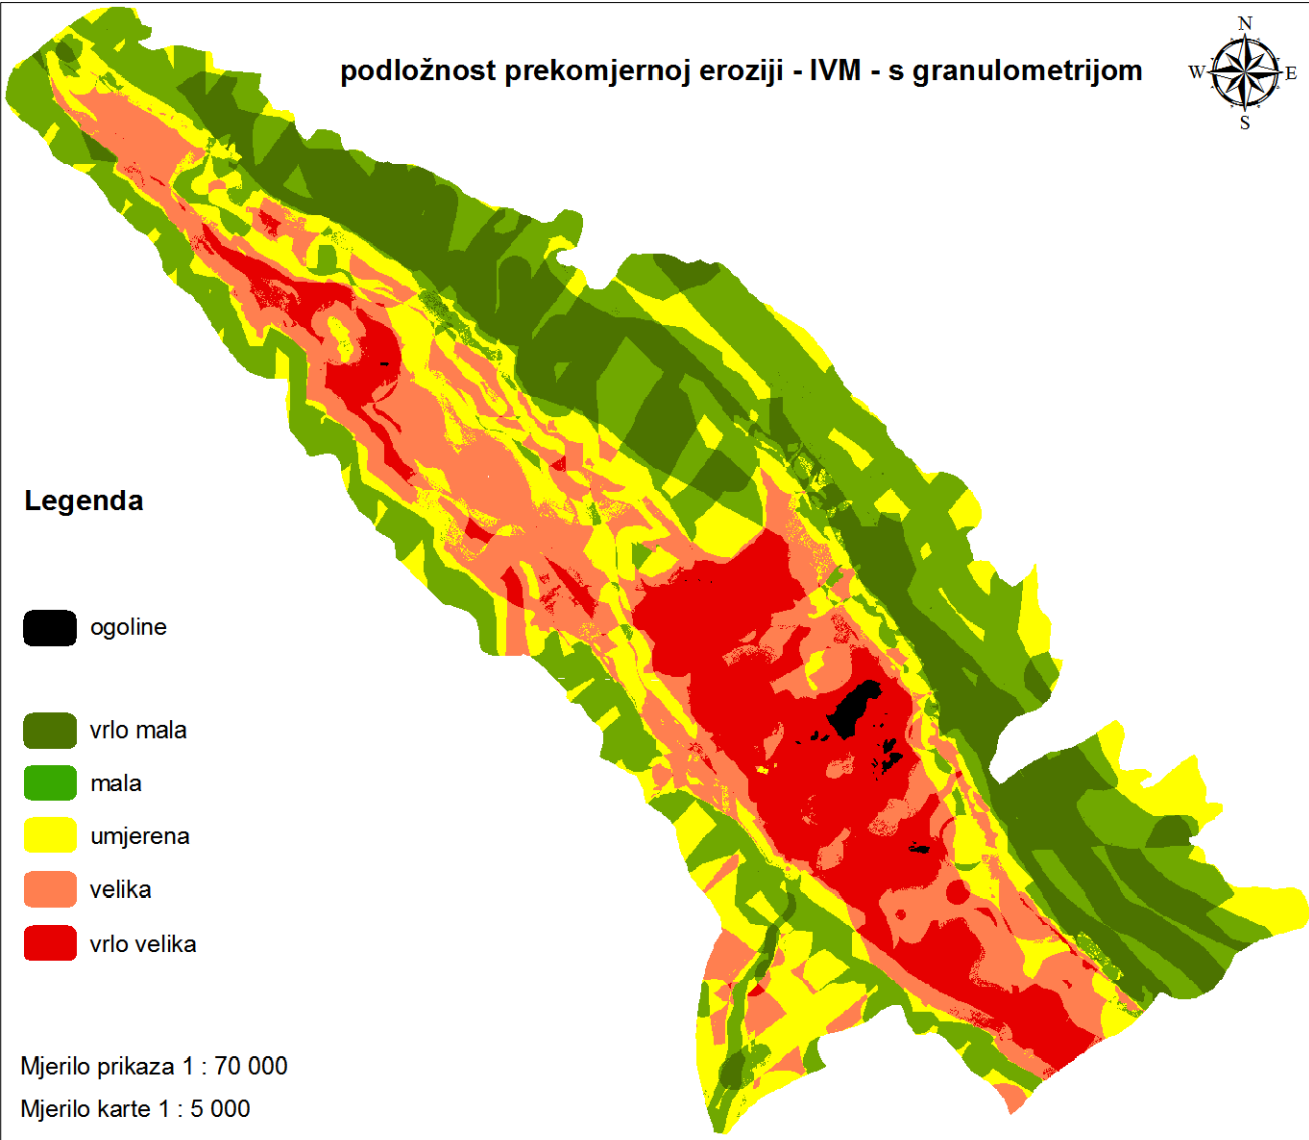 podložnost prekomjernoj eroziji - IVM - s granulometrijom
N
W E
S
Legenda
ogoline
vrlo mala
mala
umjerena
velika
vrlo velika
Mjerilo prikaza 1 : 70 000
Mjerilo karte 1 : 5 000